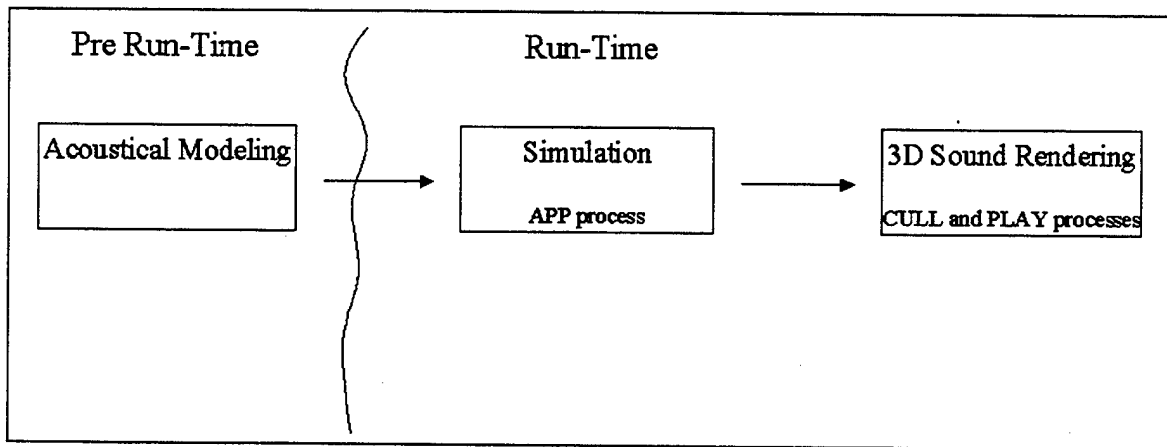 Pre Run-Time
Run-Time
Acoustical Modeling
Simulation
APP process
3D Sound Rendering
CULL and PLAY processes